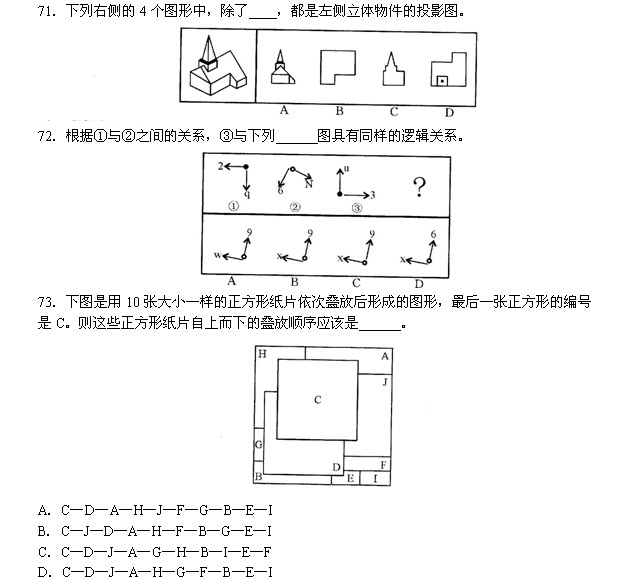 71. 下列右侧的 4 个图形中，除了____，都是左侧立体物件的投影图。
A B C D
72. 根据①与②之间的关系，③与下列______图具有同样的逻辑关系。
2 q 6 N u 3 ?
① ② ③
9 9 9 6
w x x x
A B C D
73. 下图是用 10 张大小一样的正方形纸片依次叠放后形成的图形，最后一张正方形的编号
是 C。则这些正方形纸片自上而下的叠放顺序应该是______。
H A
J
C
G
D F
B E I
A. C—D—A—H—J—F—G—B—E—I
B. C—J—D—A—H—F—B—G—E—I
C. C—D—J—A—G—H—B—I—E—F
D. C—D—J—A—H—G—F—B—E—I